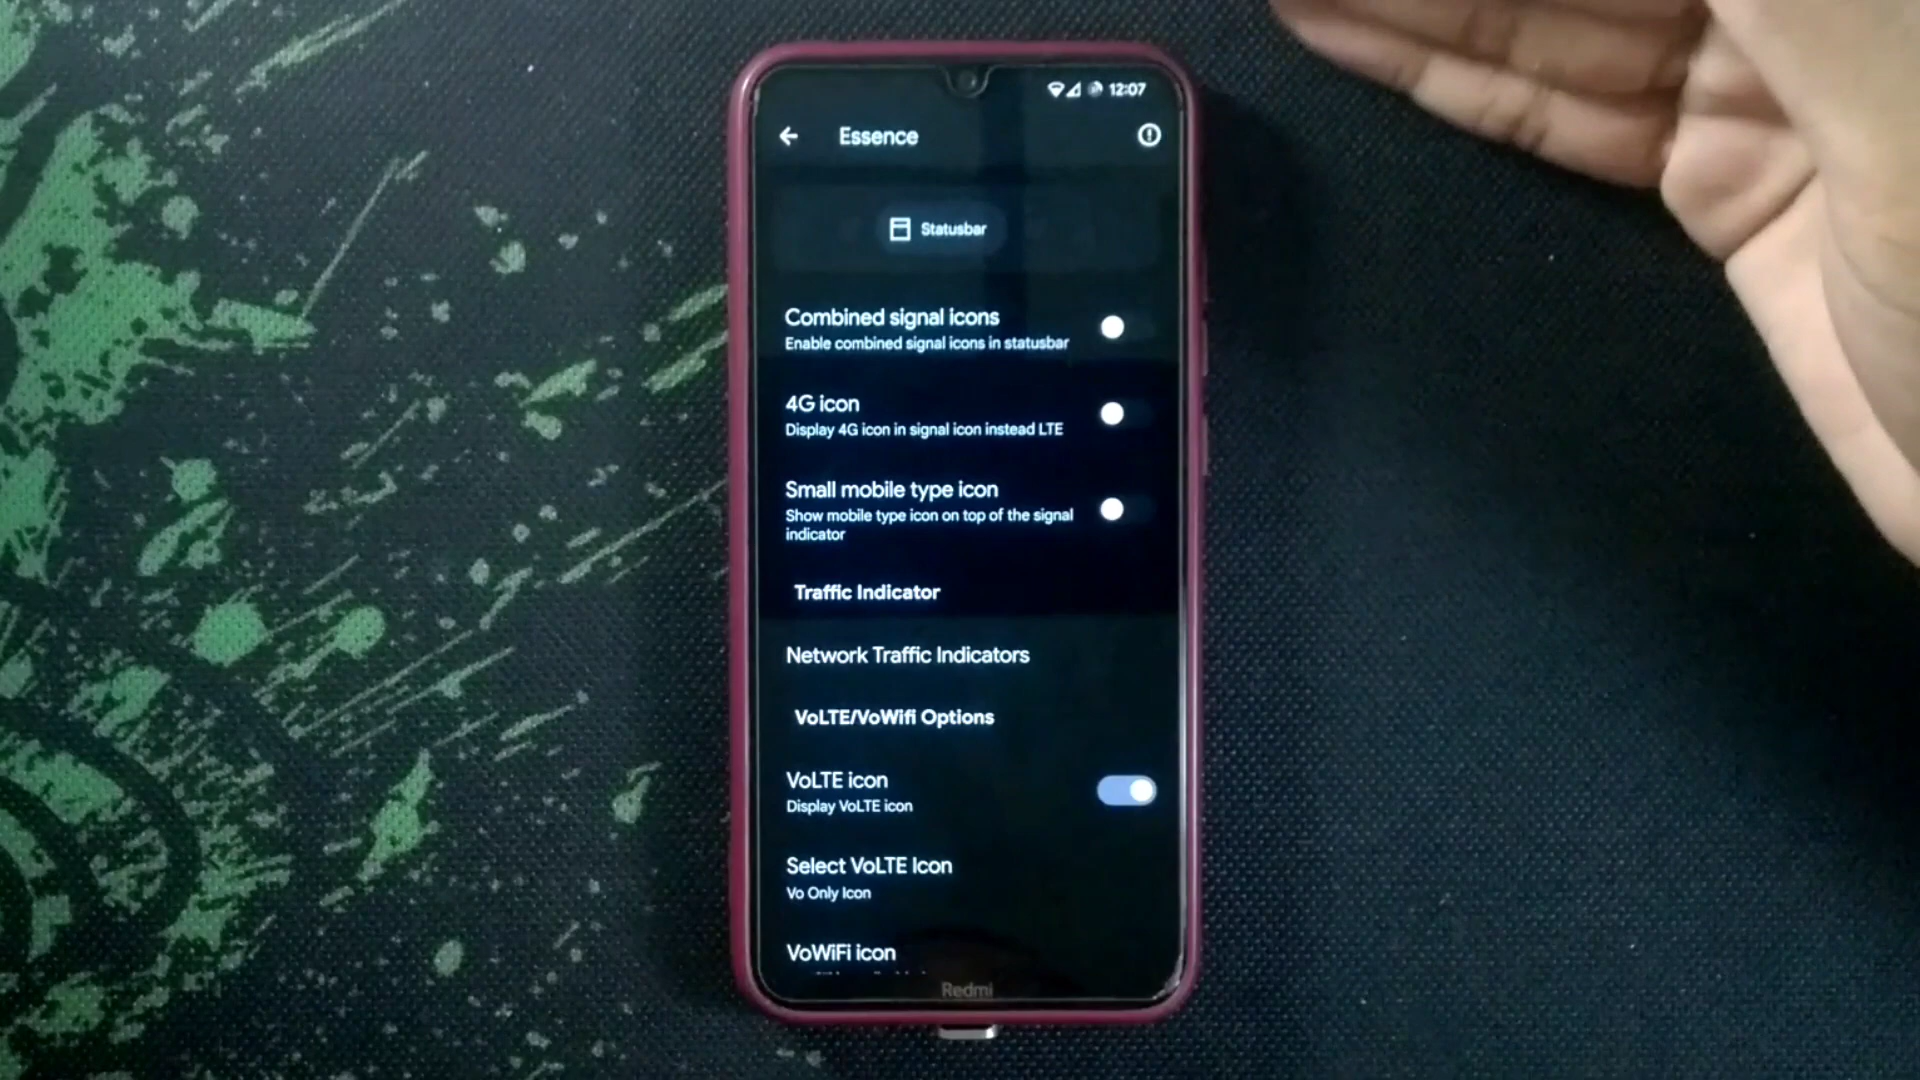 12:07
Essence
Statusbar
Combined signal icons
Enable combined signal icons in statusbar
4G icon
Display 4G icon in signal icon instead LTE
Small mobile type icon
Show mobile type icon on top of the signal
indicator
Traffic Indicator
Network Traffic Indicators
VoLTE/VoWifi Options
VoLTE icon
Display VoLTE icon
Select VoLTE Icon
Vo Only Icon
VoWiFi icon
Redmi